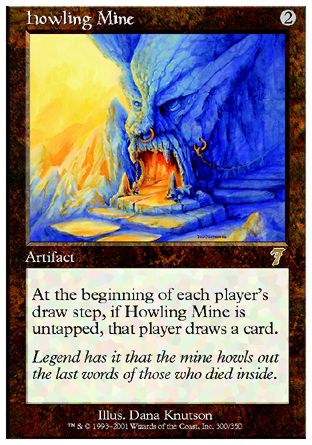 Howling Mine 2
Artifact
At the beginning of each player's
draw step, if Howling Mine is
untapped, that player draws a card.
Legend has it that the mine howls out
the last words of those who died inside.
Illus. Dana Knutson
™ & © 1993–2001 Wizards of the Coast, Inc. 300/350